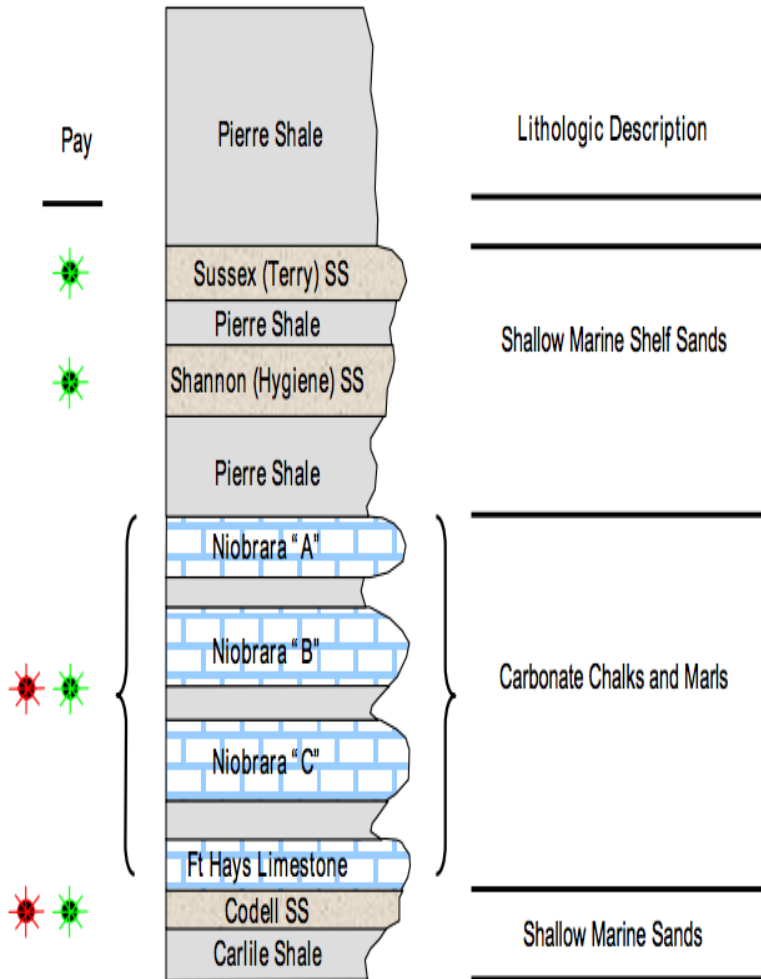 Pay
Pierre Shale
Lithologic Description
Sussex (Terry) SS
Pierre Shale
Shallow Marine Shelf Sands
Shannon (Hygiene) SS
Pierre Shale
Niobrara “A”
Niobrara “B”
Carbonate Chalks and Marls
Niobrara “C”
Ft Hays Limestone
Codell SS
Shallow Marine Sands
Carlile Shale